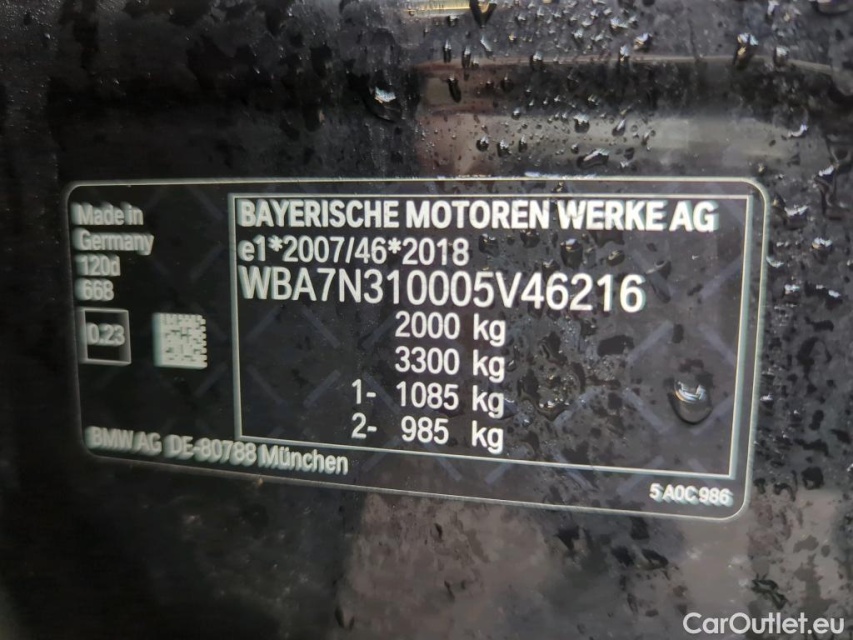 Made in
Germany
120d
668
0.23
BAYERISCHE MOTOREN WERKE AG
e1*2007/46*2018
WBA7N310005V46216
2000 kg
3300 kg
1- 1085 kg
2- 985 kg
BMW AG DE-80788 München
5 A0C 986
CarOutlet.eu